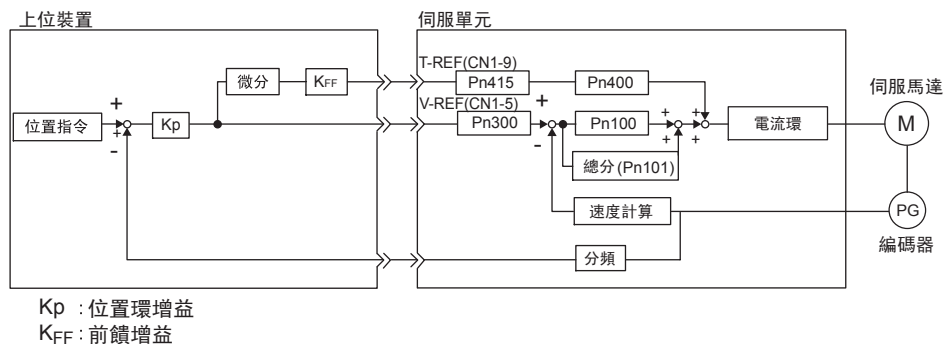 上位裝置
伺服單元
T-REF(CN1-9)
微分
KFF
Pn415
Pn400
伺服馬達
+
V-REF(CN1-5)
+
位置指令
+
-
Kp
Pn300
-
Pn100
+
+
+
+
電流環
M
總分(Pn101)
速度計算
PG
分頻
編碼器
Kp : 位置環增益
KFF : 前饋增益